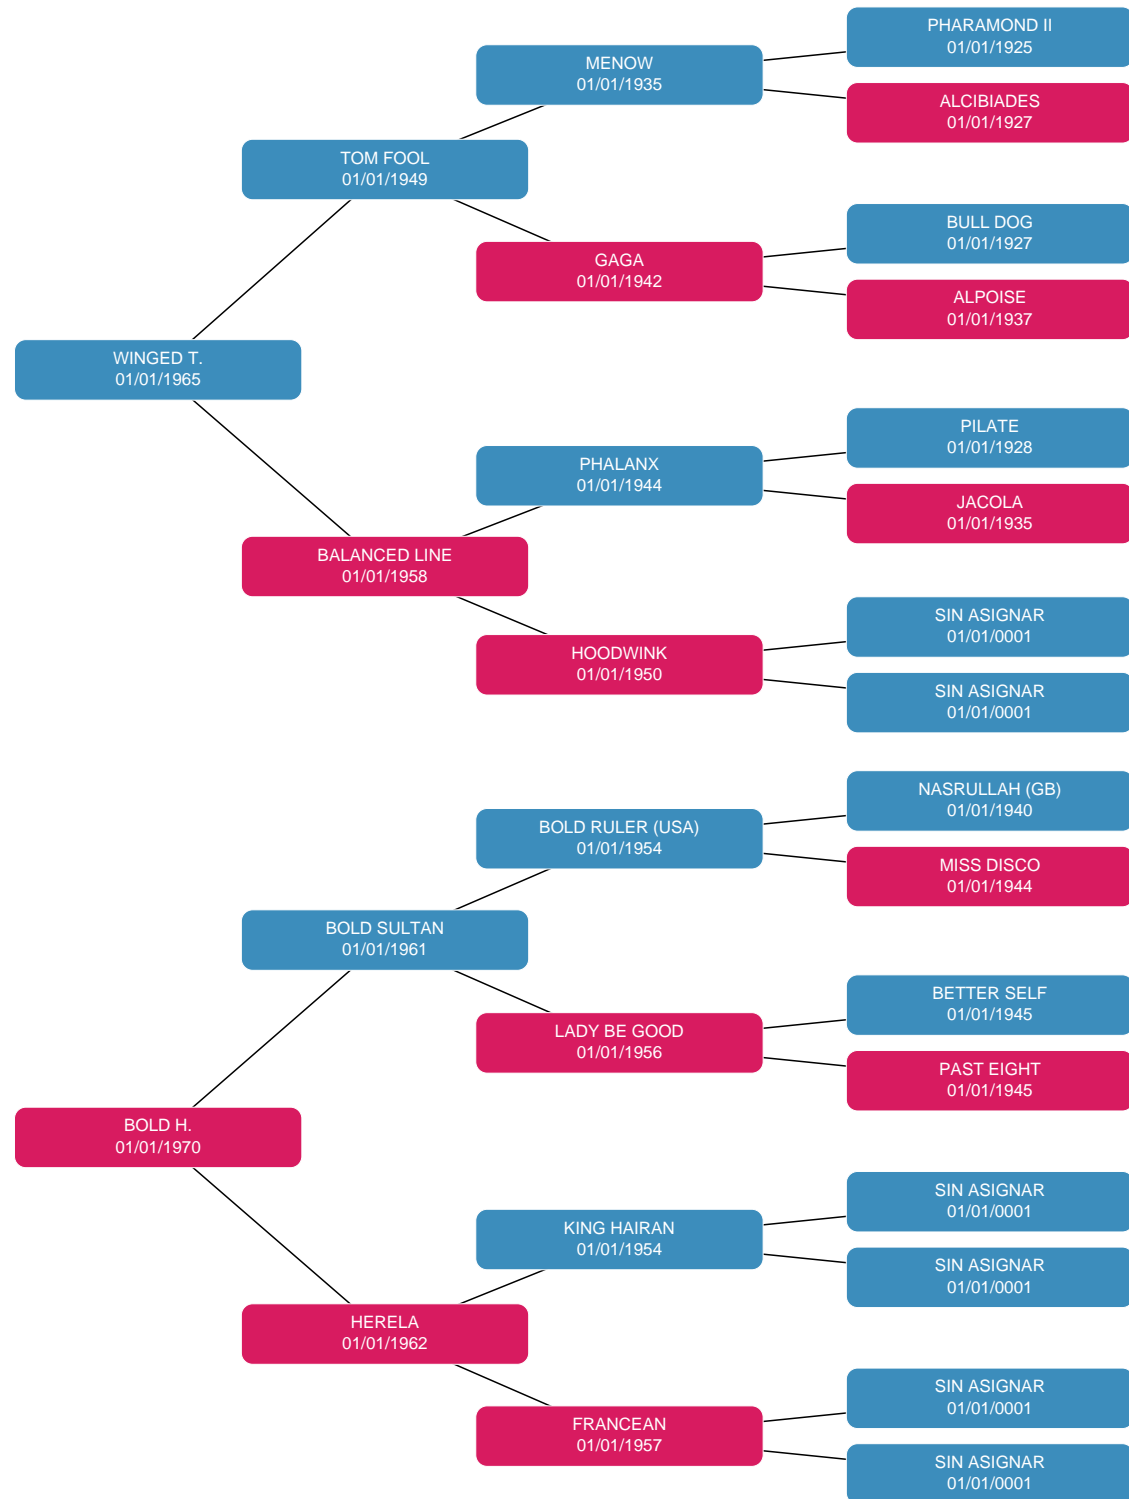 PHARAMOND II
01/01/1925
MENOW
01/01/1935
ALCIBIADES
01/01/1927
TOM FOOL
01/01/1949
BULL DOG
01/01/1927
GAGA
01/01/1942
ALPOISE
01/01/1937
WINGED T.
01/01/1965
PILATE
01/01/1928
PHALANX
01/01/1944
JACOLA
01/01/1935
BALANCED LINE
01/01/1958
SIN ASIGNAR
01/01/0001
HOODWINK
01/01/1950
SIN ASIGNAR
01/01/0001
NASRULLAH (GB)
01/01/1940
BOLD RULER (USA)
01/01/1954
MISS DISCO
01/01/1944
BOLD SULTAN
01/01/1961
BETTER SELF
01/01/1945
LADY BE GOOD
01/01/1956
PAST EIGHT
01/01/1945
BOLD H.
01/01/1970
SIN ASIGNAR
01/01/0001
KING HAIRAN
01/01/1954
SIN ASIGNAR
01/01/0001
HERELA
01/01/1962
SIN ASIGNAR
01/01/0001
FRANCEAN
01/01/1957
SIN ASIGNAR
01/01/0001